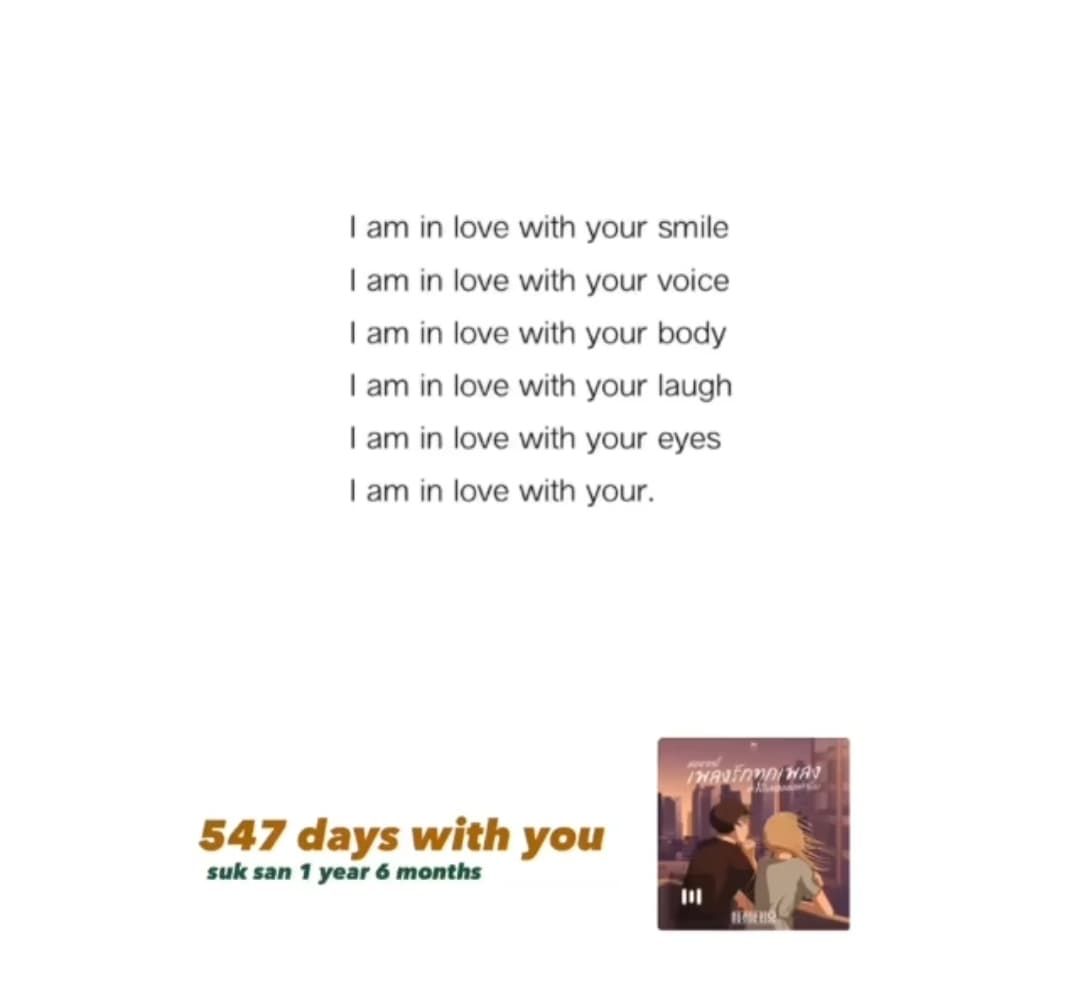 I am in love with your smile
I am in love with your voice
I am in love with your body
I am in love with your laugh
I am in love with your eyes
I am in love with your.
547 days with you
suk san 1 year 6 months
เพลงรักทุกเพลง